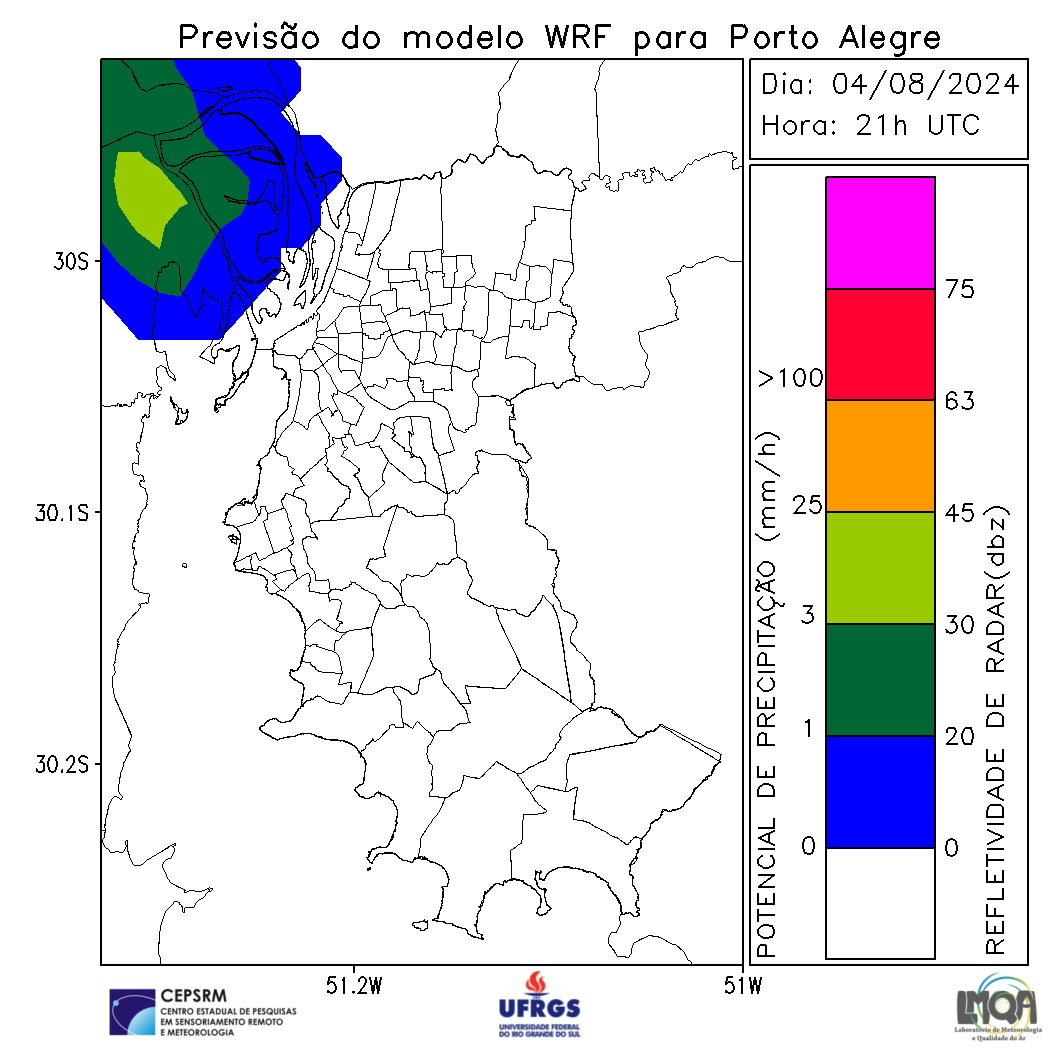 Previsão do modelo WRF para Porto Alegre
Dia: 04/08/2024
Hora: 21h UTC
30S
30.1S
30.2S
51.2W
51W
POTENCIAL DE PRECIPITAÇÃO (mm/h)
>100
25
3
1
0
75
63
45
30
20
0
REFLETIVIDADE DE RADAR(dbz)
CEPSRM
CENTRO ESTADUAL DE PESQUISAS
EM SENSORIAMENTO REMOTO
E METEOROLOGIA
UFRGS
UNIVERSIDADE FEDERAL
DO RIO GRANDE DO SUL
LMQA
Laboratório de Meteorologia
e Qualidade do Ar